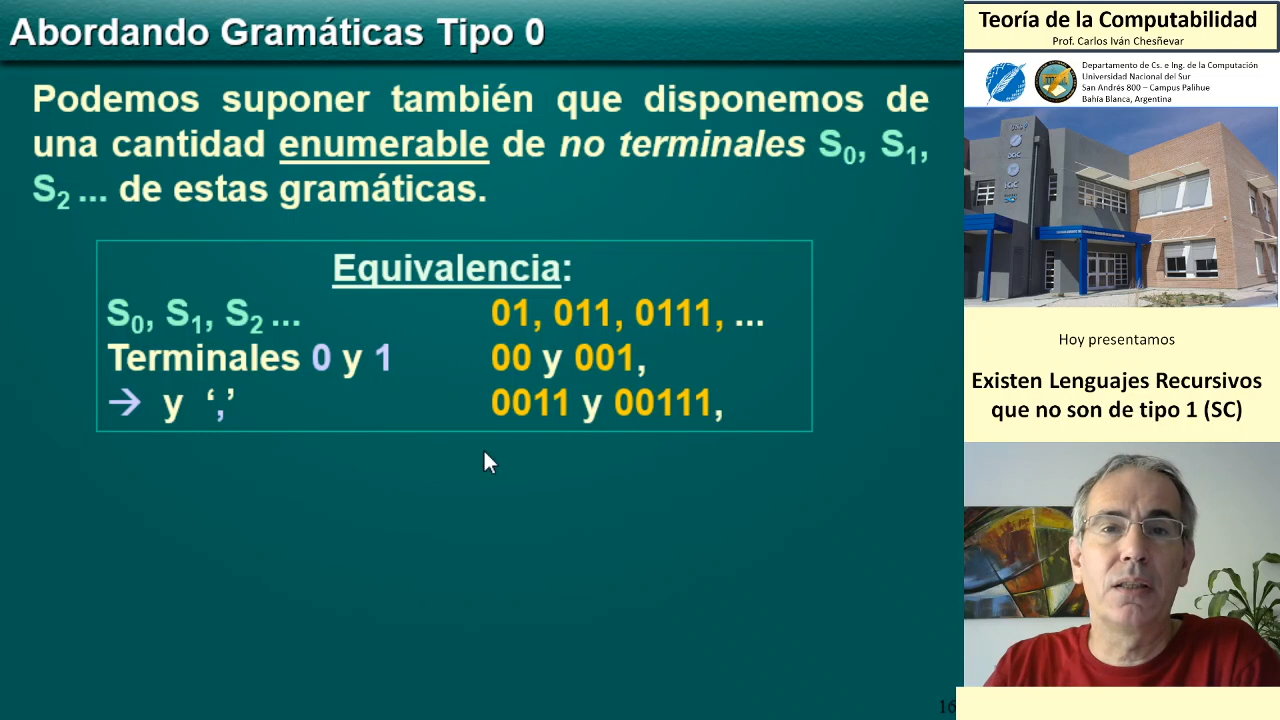 Abordando Gramáticas Tipo 0
Podemos suponer también que disponemos de
una cantidad enumerable de no terminales S0, S1,
S2 ... de estas gramáticas.
Equivalencia:
S0, S1, S2 ... 01, 011, 0111, ...
Terminales 0 y 1 00 y 001,
→ y ‘,’ 0011 y 00111,
16
Teoría de la Computabilidad
Prof. Carlos Iván Chesñevar
Departamento de Cs. e Ing. de la Computación
Universidad Nacional del Sur
San Andrés 800 – Campus Palihue
Bahía Blanca, Argentina
Hoy presentamos
Existen Lenguajes Recursivos
que no son de tipo 1 (SC)